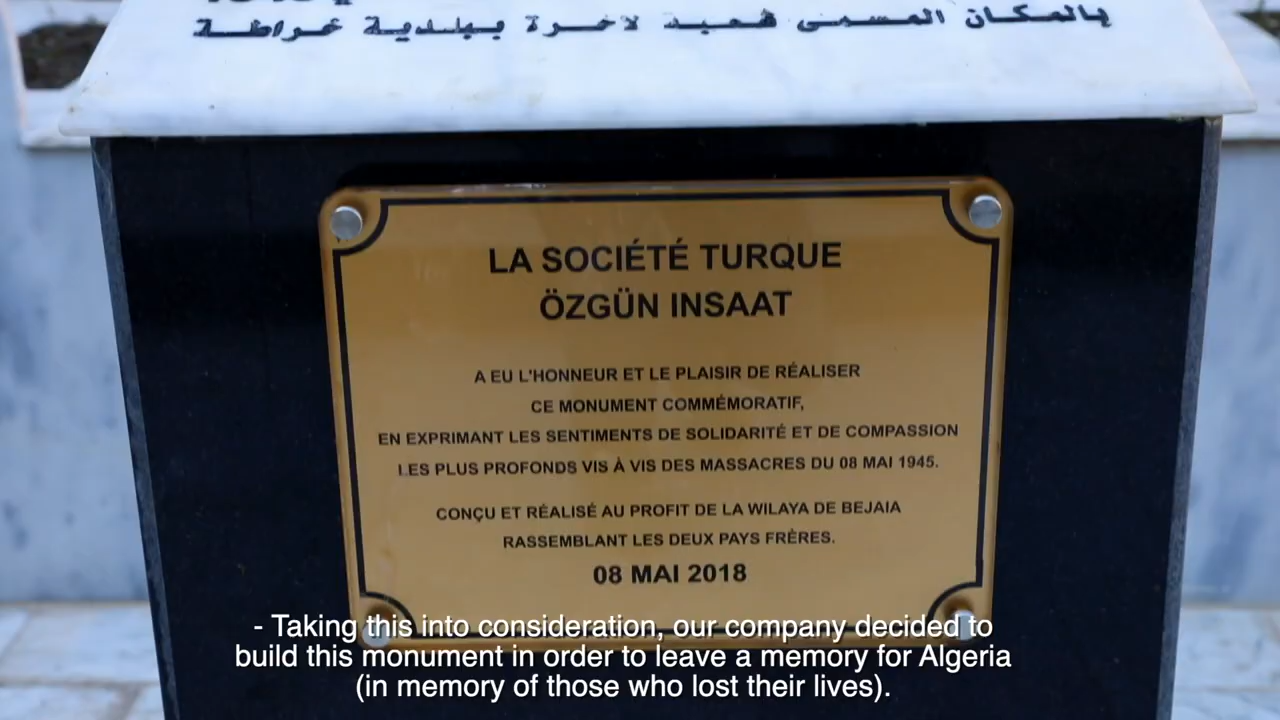 بالمكان المسمى قمبد لاخرة ببلدية خراطة
LA SOCIÉTÉ TURQUE
ÖZGÜN INSAAT
A EU L'HONNEUR ET LE PLAISIR DE RÉALISER
CE MONUMENT COMMÉMORATIF,
EN EXPRIMANT LES SENTIMENTS DE SOLIDARITÉ ET DE COMPASSION
LES PLUS PROFONDS VIS À VIS DES MASSACRES DU 08 MAI 1945.
CONÇU ET RÉALISÉ AU PROFIT DE LA WILAYA DE BEJAIA
RASSEMBLANT LES DEUX PAYS FRÈRES.
08 MAI 2018
- Taking this into consideration, our company decided to
build this monument in order to leave a memory for Algeria
(in memory of those who lost their lives).